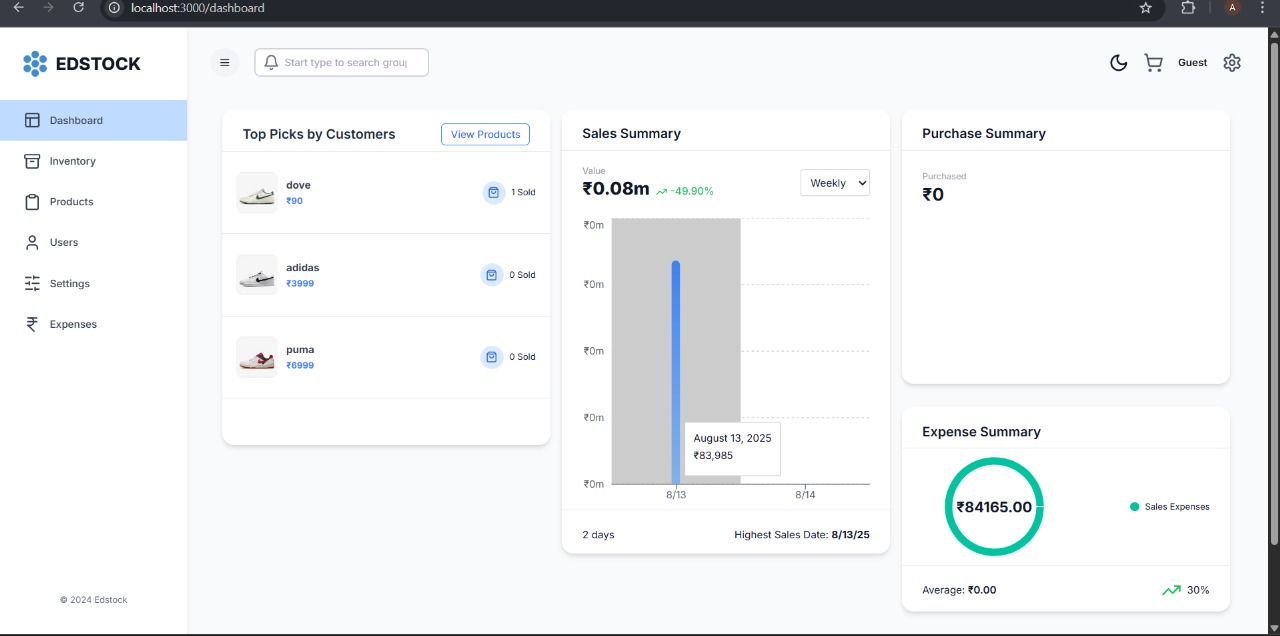 localhost:3000/dashboard
A
EDSTOCK
Start type to search grou
Guest
Dashboard
Inventory
Products
Users
Settings
Expenses
© 2024 Edstock
Top Picks by Customers
View Products
dove
₹90
1 Sold
adidas
₹3999
0 Sold
puma
₹6999
0 Sold
Sales Summary
Value
₹0.08m
-49.90%
Weekly
₹0m
₹0m
₹0m
₹0m
₹0m
August 13, 2025
₹83,985
8/13
8/14
2 days
Highest Sales Date: 8/13/25
Purchase Summary
Purchased
₹0
Expense Summary
₹84165.00
Sales Expenses
Average: ₹0.00
30%